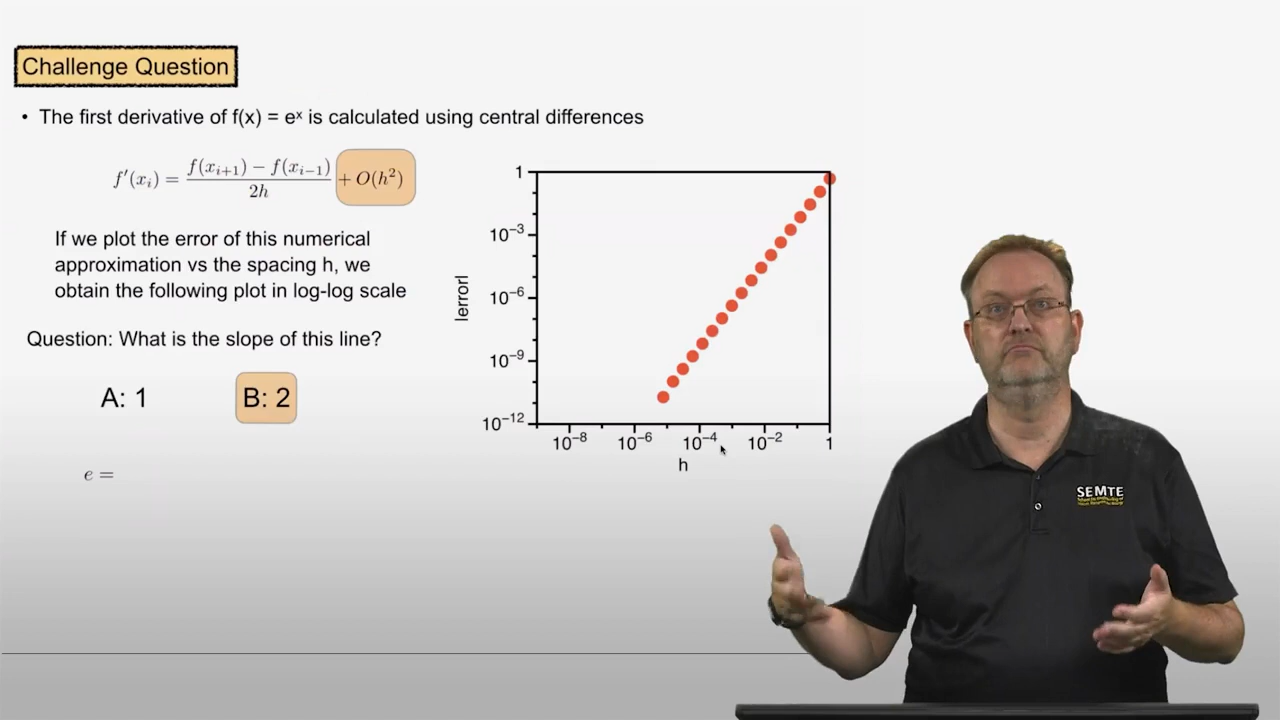 Challenge Question
• The first derivative of f(x) = eˣ is calculated using central differences
f′(xᵢ) = f(xᵢ₊₁) − f(xᵢ₋₁) / 2h + O(h²)
If we plot the error of this numerical
approximation vs the spacing h, we
obtain the following plot in log-log scale
Question: What is the slope of this line?
A: 1 B: 2
e =
|error|
1
10⁻³
10⁻⁶
10⁻⁹
10⁻¹²
10⁻⁸ 10⁻⁶ 10⁻⁴ 10⁻² 1
h
SEMTE